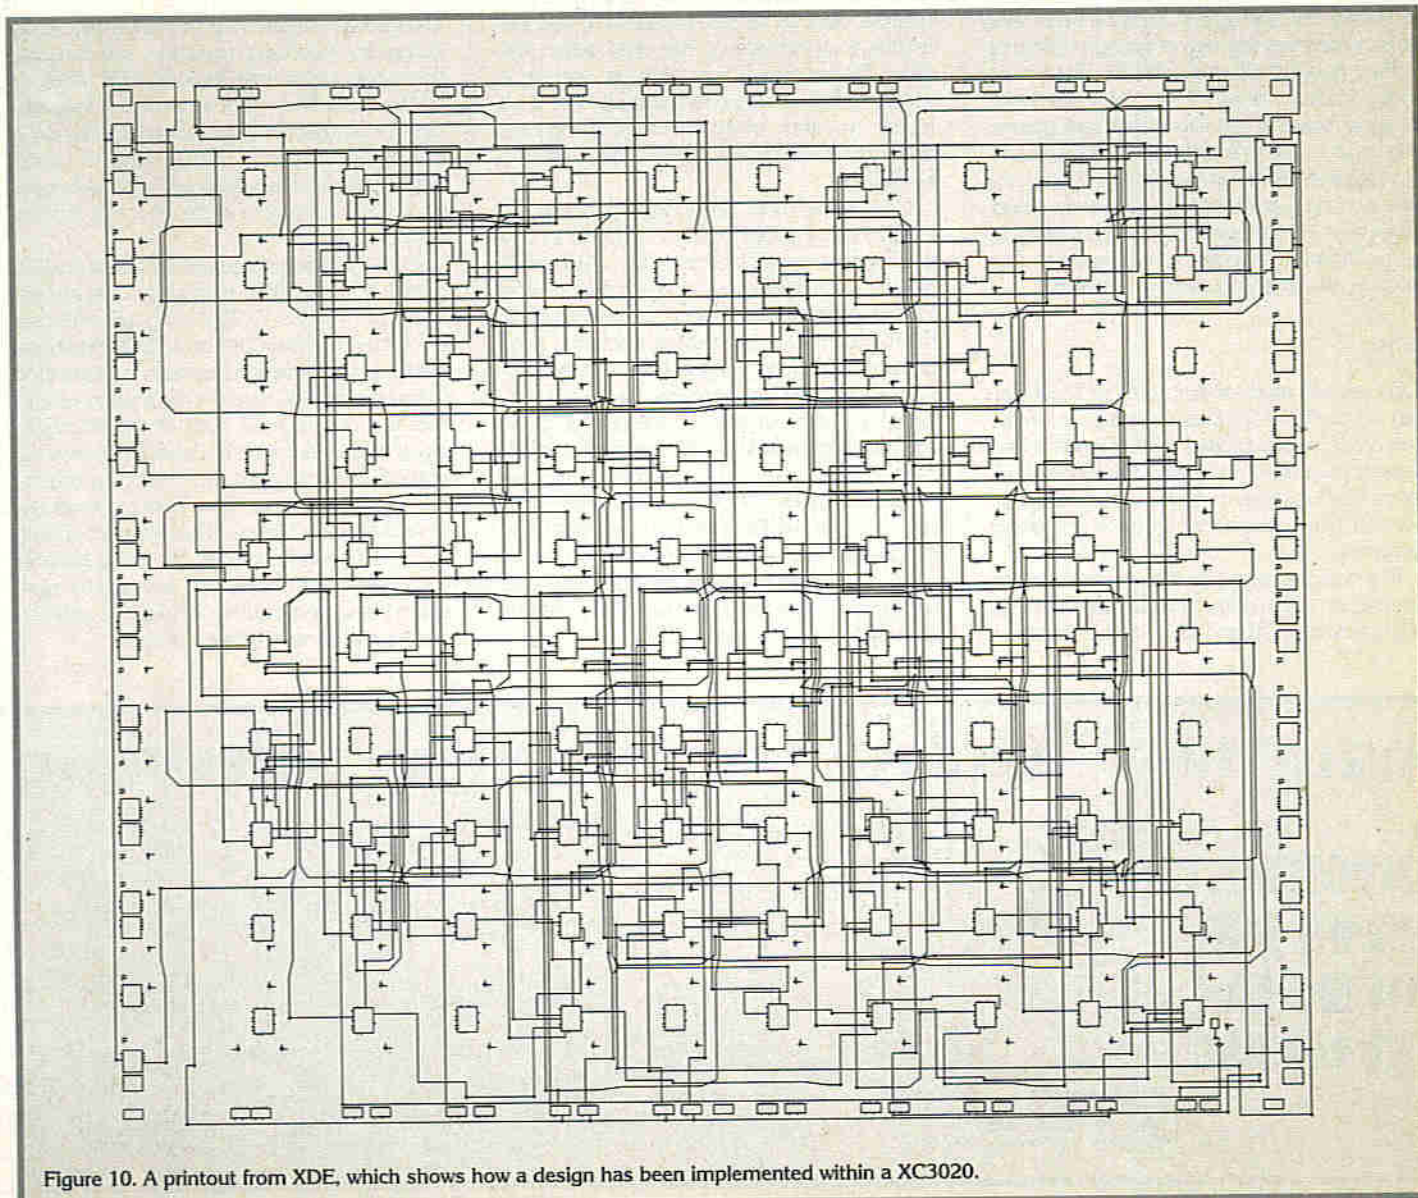 Figure 10. A printout from XDE, which shows how a design has been implemented within a XC3020.